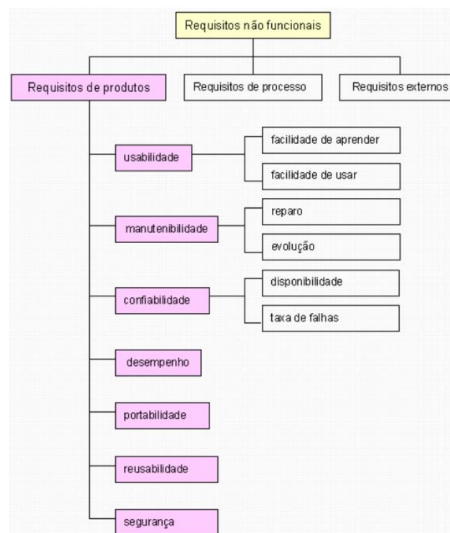 Requisitos não funcionais
Requisitos de produtos
Requisitos de processo
Requisitos externos
usabilidade
facilidade de aprender
facilidade de usar
manutenibilidade
reparo
evolução
confiabilidade
disponibilidade
taxa de falhas
desempenho
portabilidade
reusabilidade
segurança